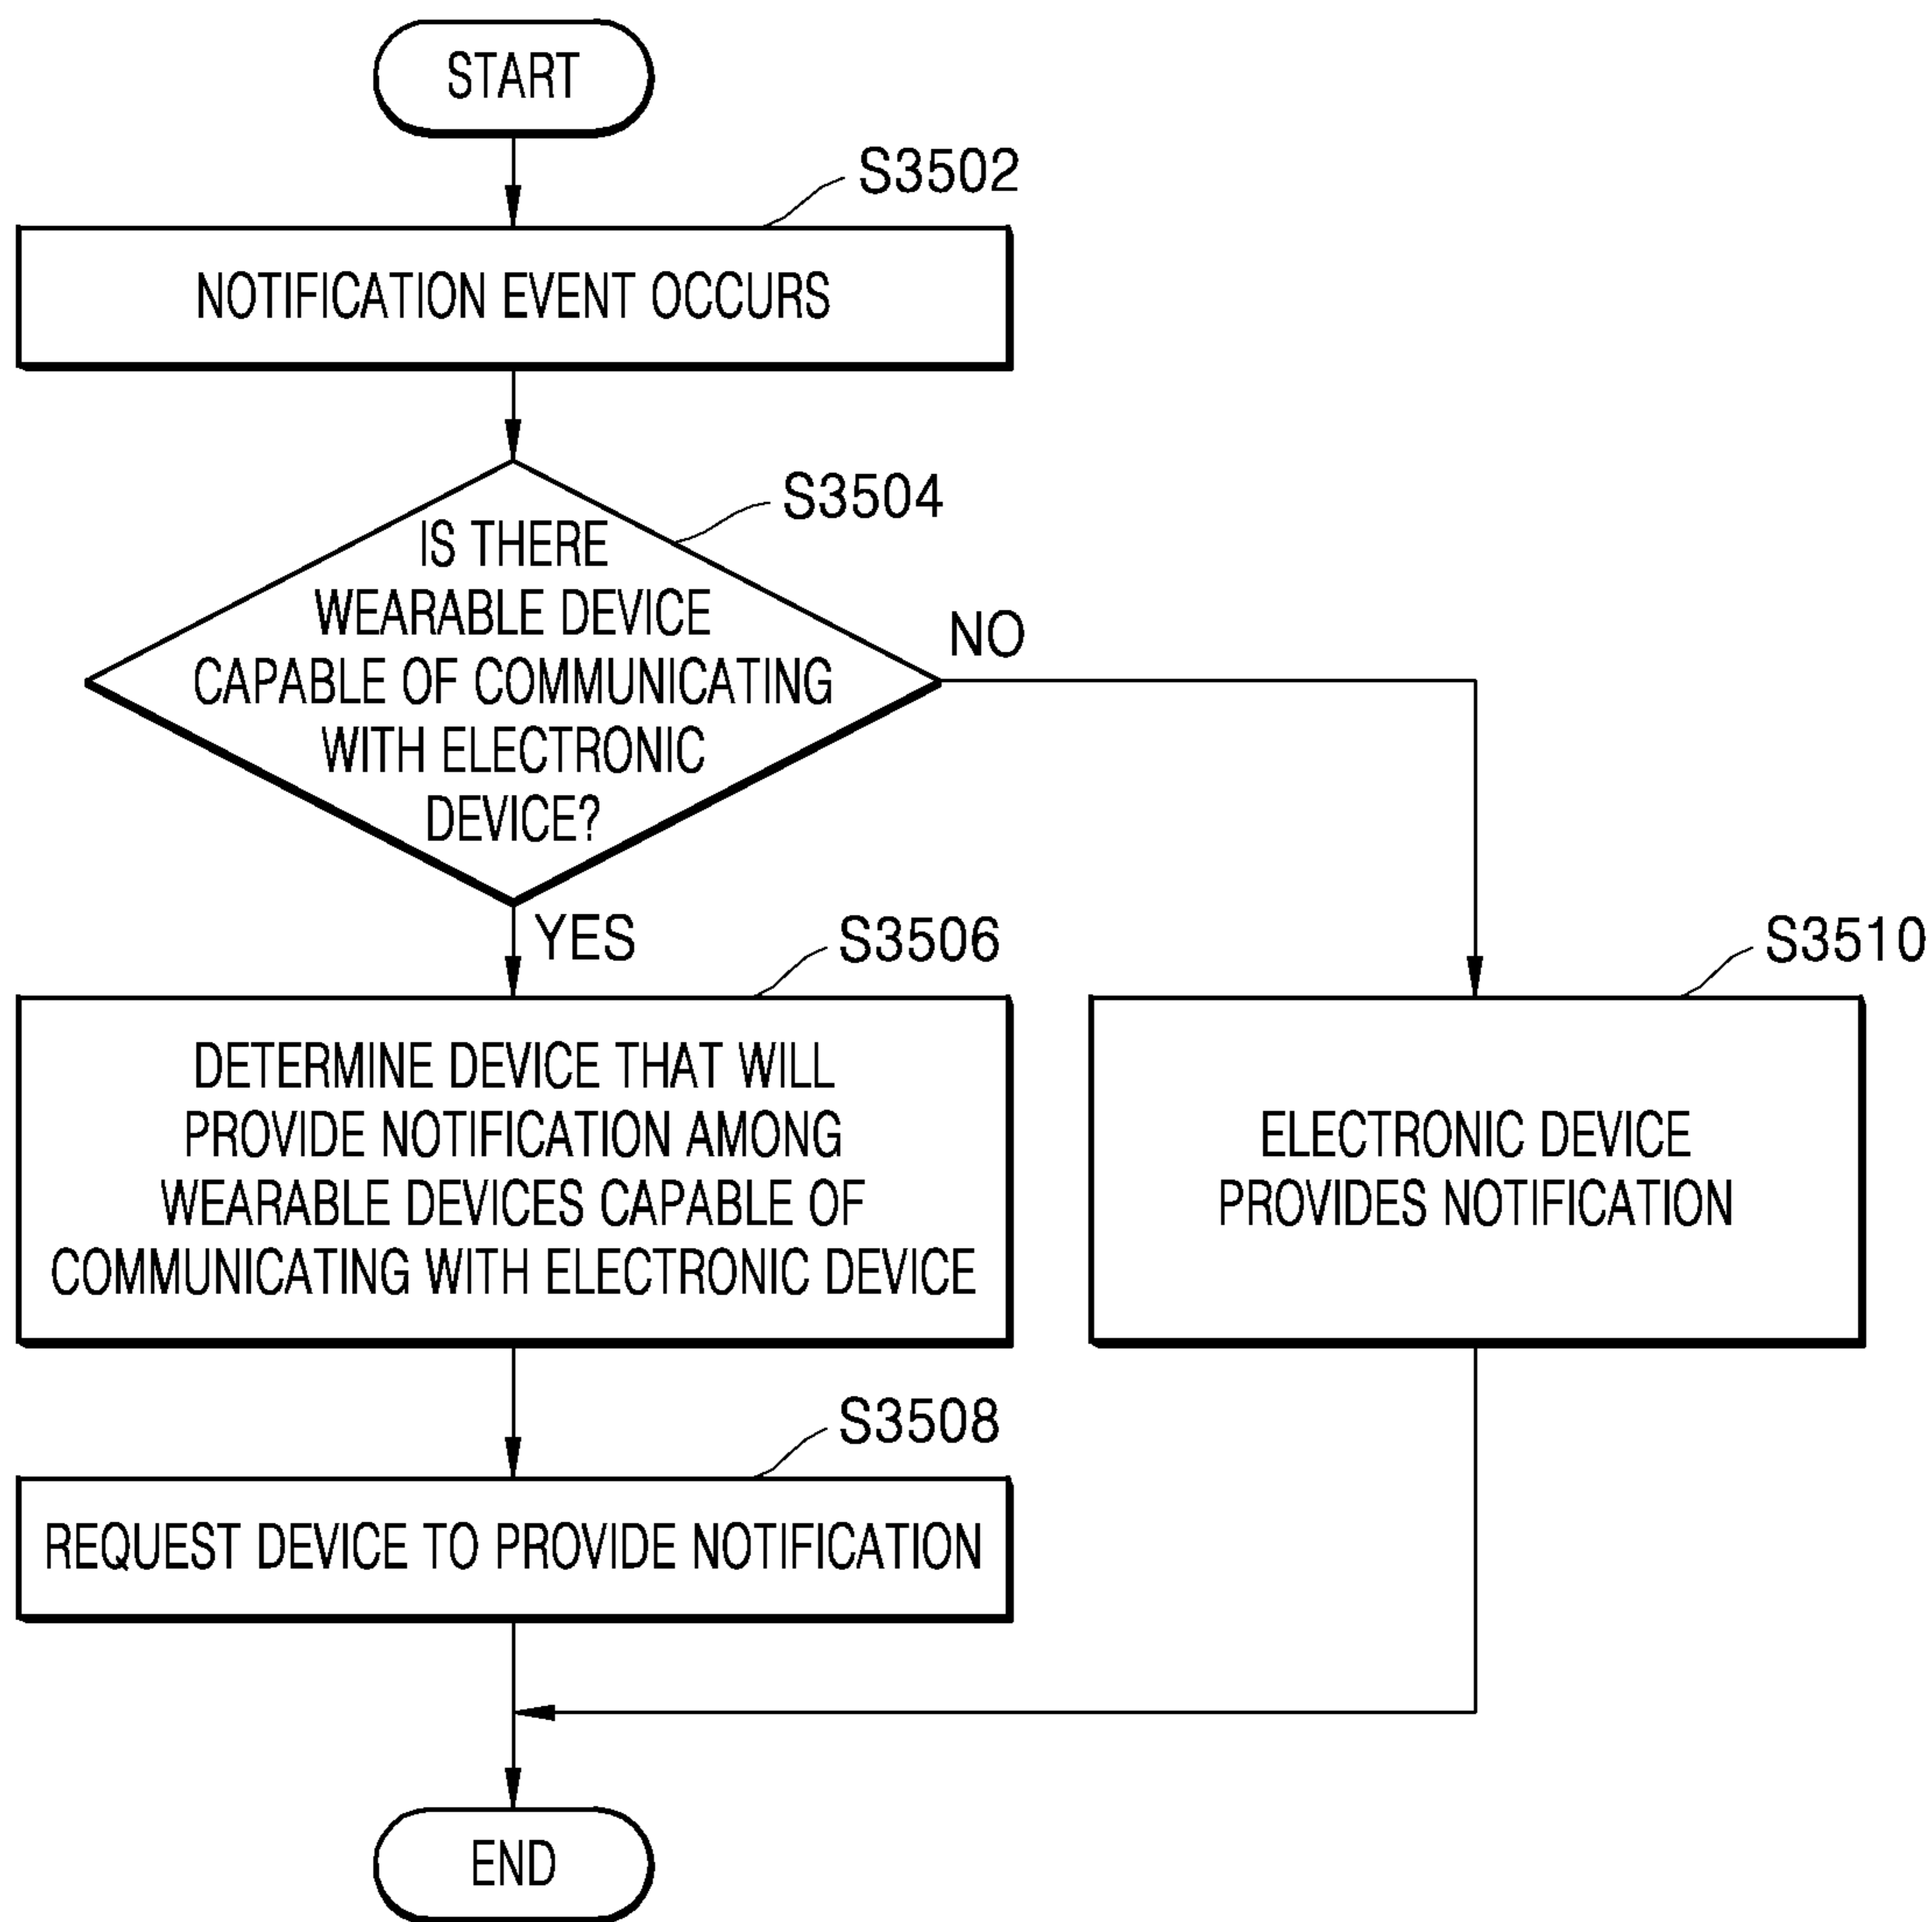 START
S3502
NOTIFICATION EVENT OCCURS
S3504
IS THERE
WEARABLE DEVICE
CAPABLE OF COMMUNICATING
WITH ELECTRONIC
DEVICE?
NO
YES
S3506
DETERMINE DEVICE THAT WILL
PROVIDE NOTIFICATION AMONG
WEARABLE DEVICES CAPABLE OF
COMMUNICATING WITH ELECTRONIC DEVICE
S3510
ELECTRONIC DEVICE
PROVIDES NOTIFICATION
S3508
REQUEST DEVICE TO PROVIDE NOTIFICATION
END